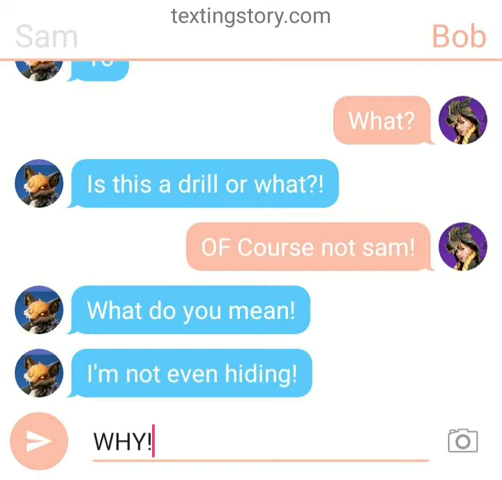 textingstory.com
Sam
Bob
What?
Is this a drill or what?!
OF Course not sam!
What do you mean!
I'm not even hiding!
WHY!